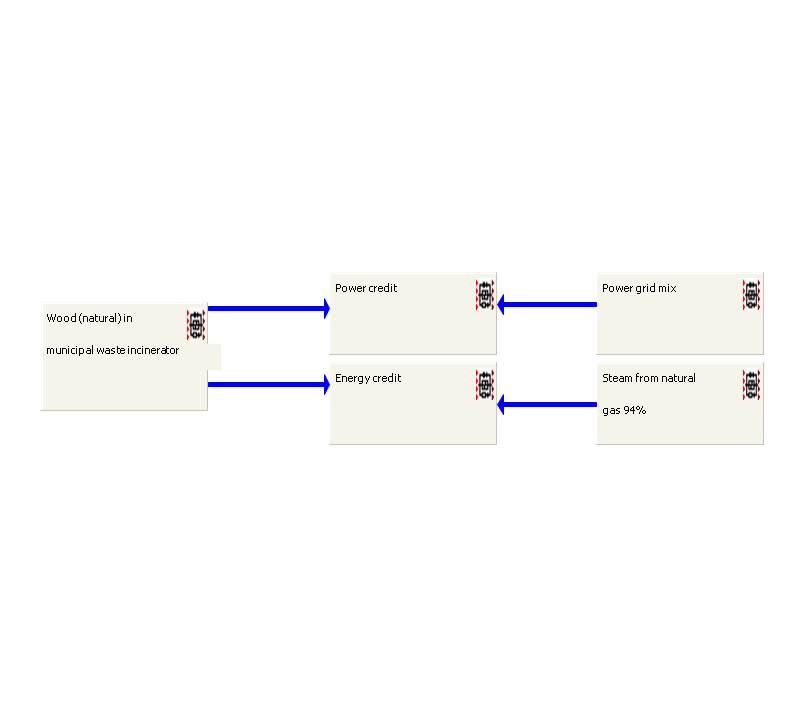 Wood (natural) in
municipal waste incinerator
Power credit
Energy credit
Power grid mix
Steam from natural
gas 94%